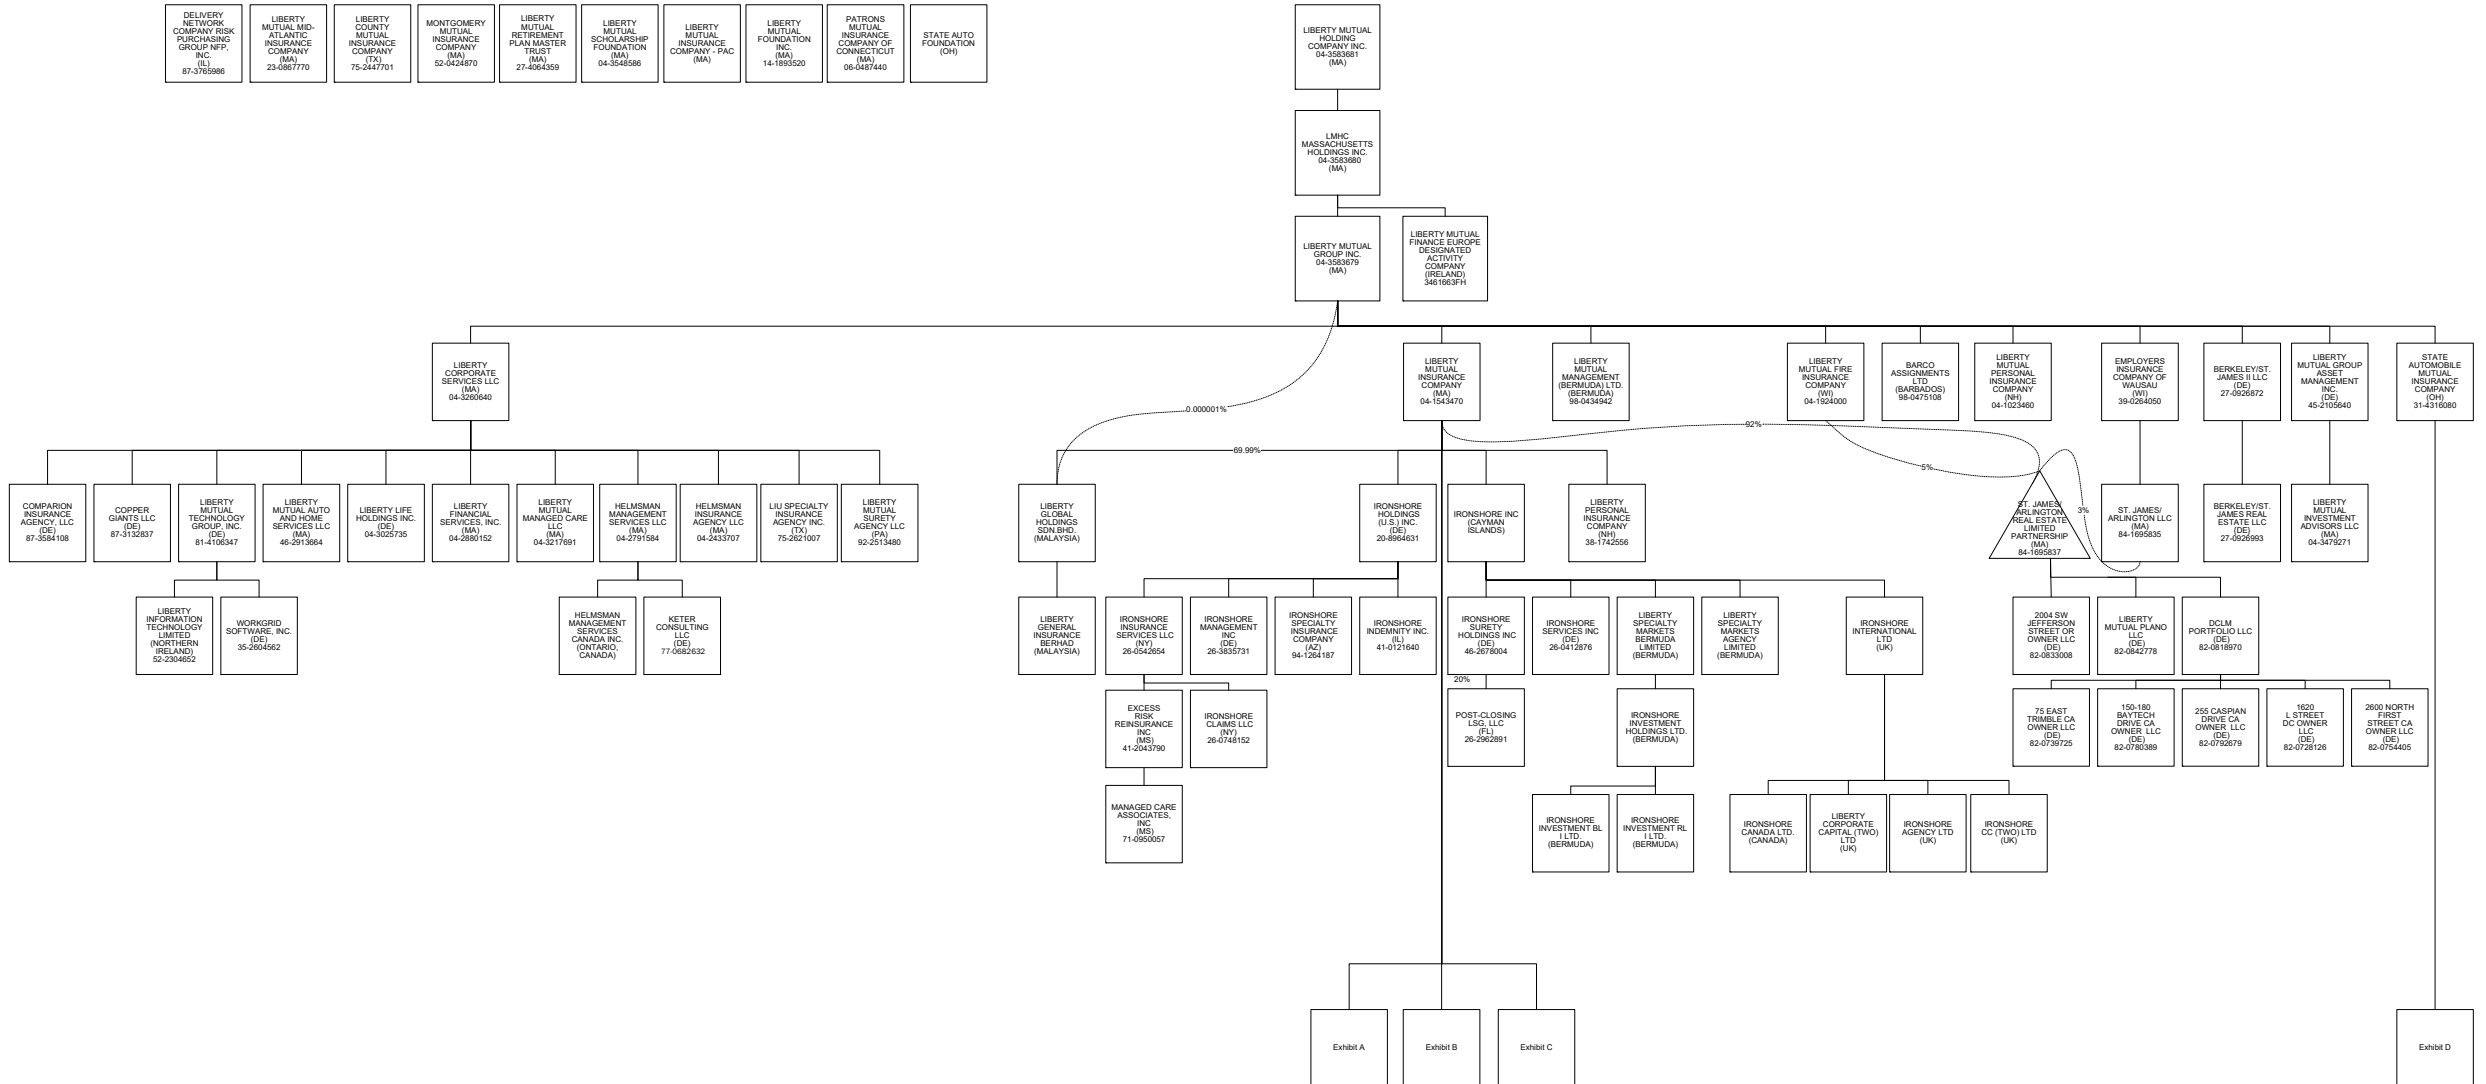 DELIVERY
NETWORK
COMPANY RISK
PURCHASING
GROUP NFP,
INC.
(IL)
87-3765986
LIBERTY
MUTUAL MID-
ATLANTIC
INSURANCE
COMPANY
(MA)
23-0867770
LIBERTY
COUNTY
MUTUAL
INSURANCE
COMPANY
(TX)
75-2447701
MONTGOMERY
MUTUAL
INSURANCE
COMPANY
(MA)
52-0424870
LIBERTY
MUTUAL
RETIREMENT
PLAN MASTER
TRUST
(MA)
27-4064359
LIBERTY
MUTUAL
SCHOLARSHIP
FOUNDATION
(MA)
04-3548586
LIBERTY
MUTUAL
INSURANCE
COMPANY - PAC
(MA)
LIBERTY
MUTUAL
FOUNDATION
INC.
(MA)
14-1893520
PATRONS
MUTUAL
INSURANCE
COMPANY OF
CONNECTICUT
(MA)
06-0487440
STATE AUTO
FOUNDATION
(OH)
LIBERTY MUTUAL
HOLDING
COMPANY INC.
04-3583681
(MA)
LMHC
MASSACHUSETTS
HOLDINGS INC.
04-3583680
(MA)
LIBERTY MUTUAL
GROUP INC.
04-3583679
(MA)
LIBERTY MUTUAL
FINANCE EUROPE
DESIGNATED
ACTIVITY
COMPANY
(IRELAND)
3461663FH
LIBERTY
CORPORATE
SERVICES LLC
(MA)
04-3260640
LIBERTY
MUTUAL
INSURANCE
COMPANY
(MA)
04-1543470
LIBERTY
MUTUAL
MANAGEMENT
(BERMUDA) LTD.
(BERMUDA)
98-0434942
LIBERTY
MUTUAL FIRE
INSURANCE
COMPANY
(WI)
04-1924000
BARCO
ASSIGNMENTS
LTD
(BARBADOS)
98-0475108
LIBERTY
MUTUAL
PERSONAL
INSURANCE
COMPANY
(NH)
04-1023460
EMPLOYERS
INSURANCE
COMPANY OF
WAUSAU
(WI)
39-0264050
BERKELEY/ST.
JAMES II LLC
(DE)
27-0926872
LIBERTY
MUTUAL GROUP
ASSET
MANAGEMENT
INC.
(DE)
45-2105640
STATE
AUTOMOBILE
MUTUAL
INSURANCE
COMPANY
(OH)
31-4316080
0.000001%
92%
69.99%
5%
3%
COMPARION
INSURANCE
AGENCY, LLC
(DE)
87-3584108
COPPER
GIANTS LLC
(DE)
87-3132837
LIBERTY
MUTUAL
TECHNOLOGY
GROUP, INC.
(DE)
81-4106347
LIBERTY
MUTUAL AUTO
AND HOME
SERVICES LLC
(MA)
46-2913664
LIBERTY LIFE
HOLDINGS INC.
(DE)
04-3025735
LIBERTY
FINANCIAL
SERVICES, INC.
(MA)
04-2880152
LIBERTY
MUTUAL
MANAGED CARE
LLC
(MA)
04-3217691
HELMSMAN
MANAGEMENT
SERVICES LLC
(MA)
04-2791584
HELMSMAN
INSURANCE
AGENCY LLC
(MA)
04-2433707
LIU SPECIALTY
INSURANCE
AGENCY INC.
(TX)
75-2621007
LIBERTY
MUTUAL
SURETY
AGENCY LLC
(PA)
92-2513480
LIBERTY
GLOBAL
HOLDINGS
SDN.BHD.
(MALAYSIA)
IRONSHORE
HOLDINGS
(U.S.) INC.
(DE)
20-8964631
IRONSHORE INC
(CAYMAN
ISLANDS)
LIBERTY
PERSONAL
INSURANCE
COMPANY
(NH)
38-1742556
ST. JAMES/
ARLINGTON
REAL ESTATE
LIMITED
PARTNERSHIP
(MA)
84-1695837
ST. JAMES/
ARLINGTON LLC
(MA)
84-1695835
BERKELEY/ST.
JAMES REAL
ESTATE LLC
(DE)
27-0926993
LIBERTY
MUTUAL
INVESTMENT
ADVISORS LLC
(MA)
04-3479271
LIBERTY
INFORMATION
TECHNOLOGY
LIMITED
(NORTHERN
IRELAND)
52-2304652
WORKGRID
SOFTWARE, INC.
(DE)
35-2604562
HELMSMAN
MANAGEMENT
SERVICES
CANADA INC.
(ONTARIO,
CANADA)
KETER
CONSULTING
LLC
(DE)
77-0682632
LIBERTY
GENERAL
INSURANCE
BERHAD
(MALAYSIA)
IRONSHORE
INSURANCE
SERVICES LLC
(NY)
26-0542654
IRONSHORE
MANAGEMENT
INC
(DE)
26-3835731
IRONSHORE
SPECIALTY
INSURANCE
COMPANY
(AZ)
94-1264187
IRONSHORE
INDEMNITY INC.
(IL)
41-0121640
IRONSHORE
SURETY
HOLDINGS INC
(DE)
46-2678004
IRONSHORE
SERVICES INC
(DE)
26-0412876
LIBERTY
SPECIALTY
MARKETS
BERMUDA
LIMITED
(BERMUDA)
LIBERTY
SPECIALTY
MARKETS
AGENCY
LIMITED
(BERMUDA)
IRONSHORE
INTERNATIONAL
LTD
(UK)
2004 SW
JEFFERSON
STREET OR
OWNER LLC
(DE)
82-0833008
LIBERTY
MUTUAL PLANO
LLC
(DE)
82-0842778
DCLM
PORTFOLIO LLC
(DE)
82-0818970
20%
EXCESS
RISK
REINSURANCE
INC
(MS)
41-2043790
IRONSHORE
CLAIMS LLC
(NY)
26-0748152
POST-CLOSING
LSG, LLC
(FL)
26-2962891
IRONSHORE
INVESTMENT
HOLDINGS LTD.
(BERMUDA)
75 EAST
TRIMBLE CA
OWNER LLC
(DE)
82-0739725
150-180
BAYTECH
DRIVE CA
OWNER LLC
(DE)
82-0780389
255 CASPIAN
DRIVE CA
OWNER LLC
(DE)
82-0792679
1620
L STREET
DC OWNER
LLC
(DE)
82-0728126
2600 NORTH
FIRST
STREET CA
OWNER LLC
(DE)
82-0754405
MANAGED CARE
ASSOCIATES,
INC
(MS)
71-0950057
IRONSHORE
INVESTMENT BL
I LTD.
(BERMUDA)
IRONSHORE
INVESTMENT RL
I LTD.
(BERMUDA)
IRONSHORE
CANADA LTD.
(CANADA)
LIBERTY
CORPORATE
CAPITAL (TWO)
LTD
(UK)
IRONSHORE
AGENCY LTD
(UK)
IRONSHORE
CC (TWO) LTD
(UK)
Exhibit A
Exhibit B
Exhibit C
Exhibit D